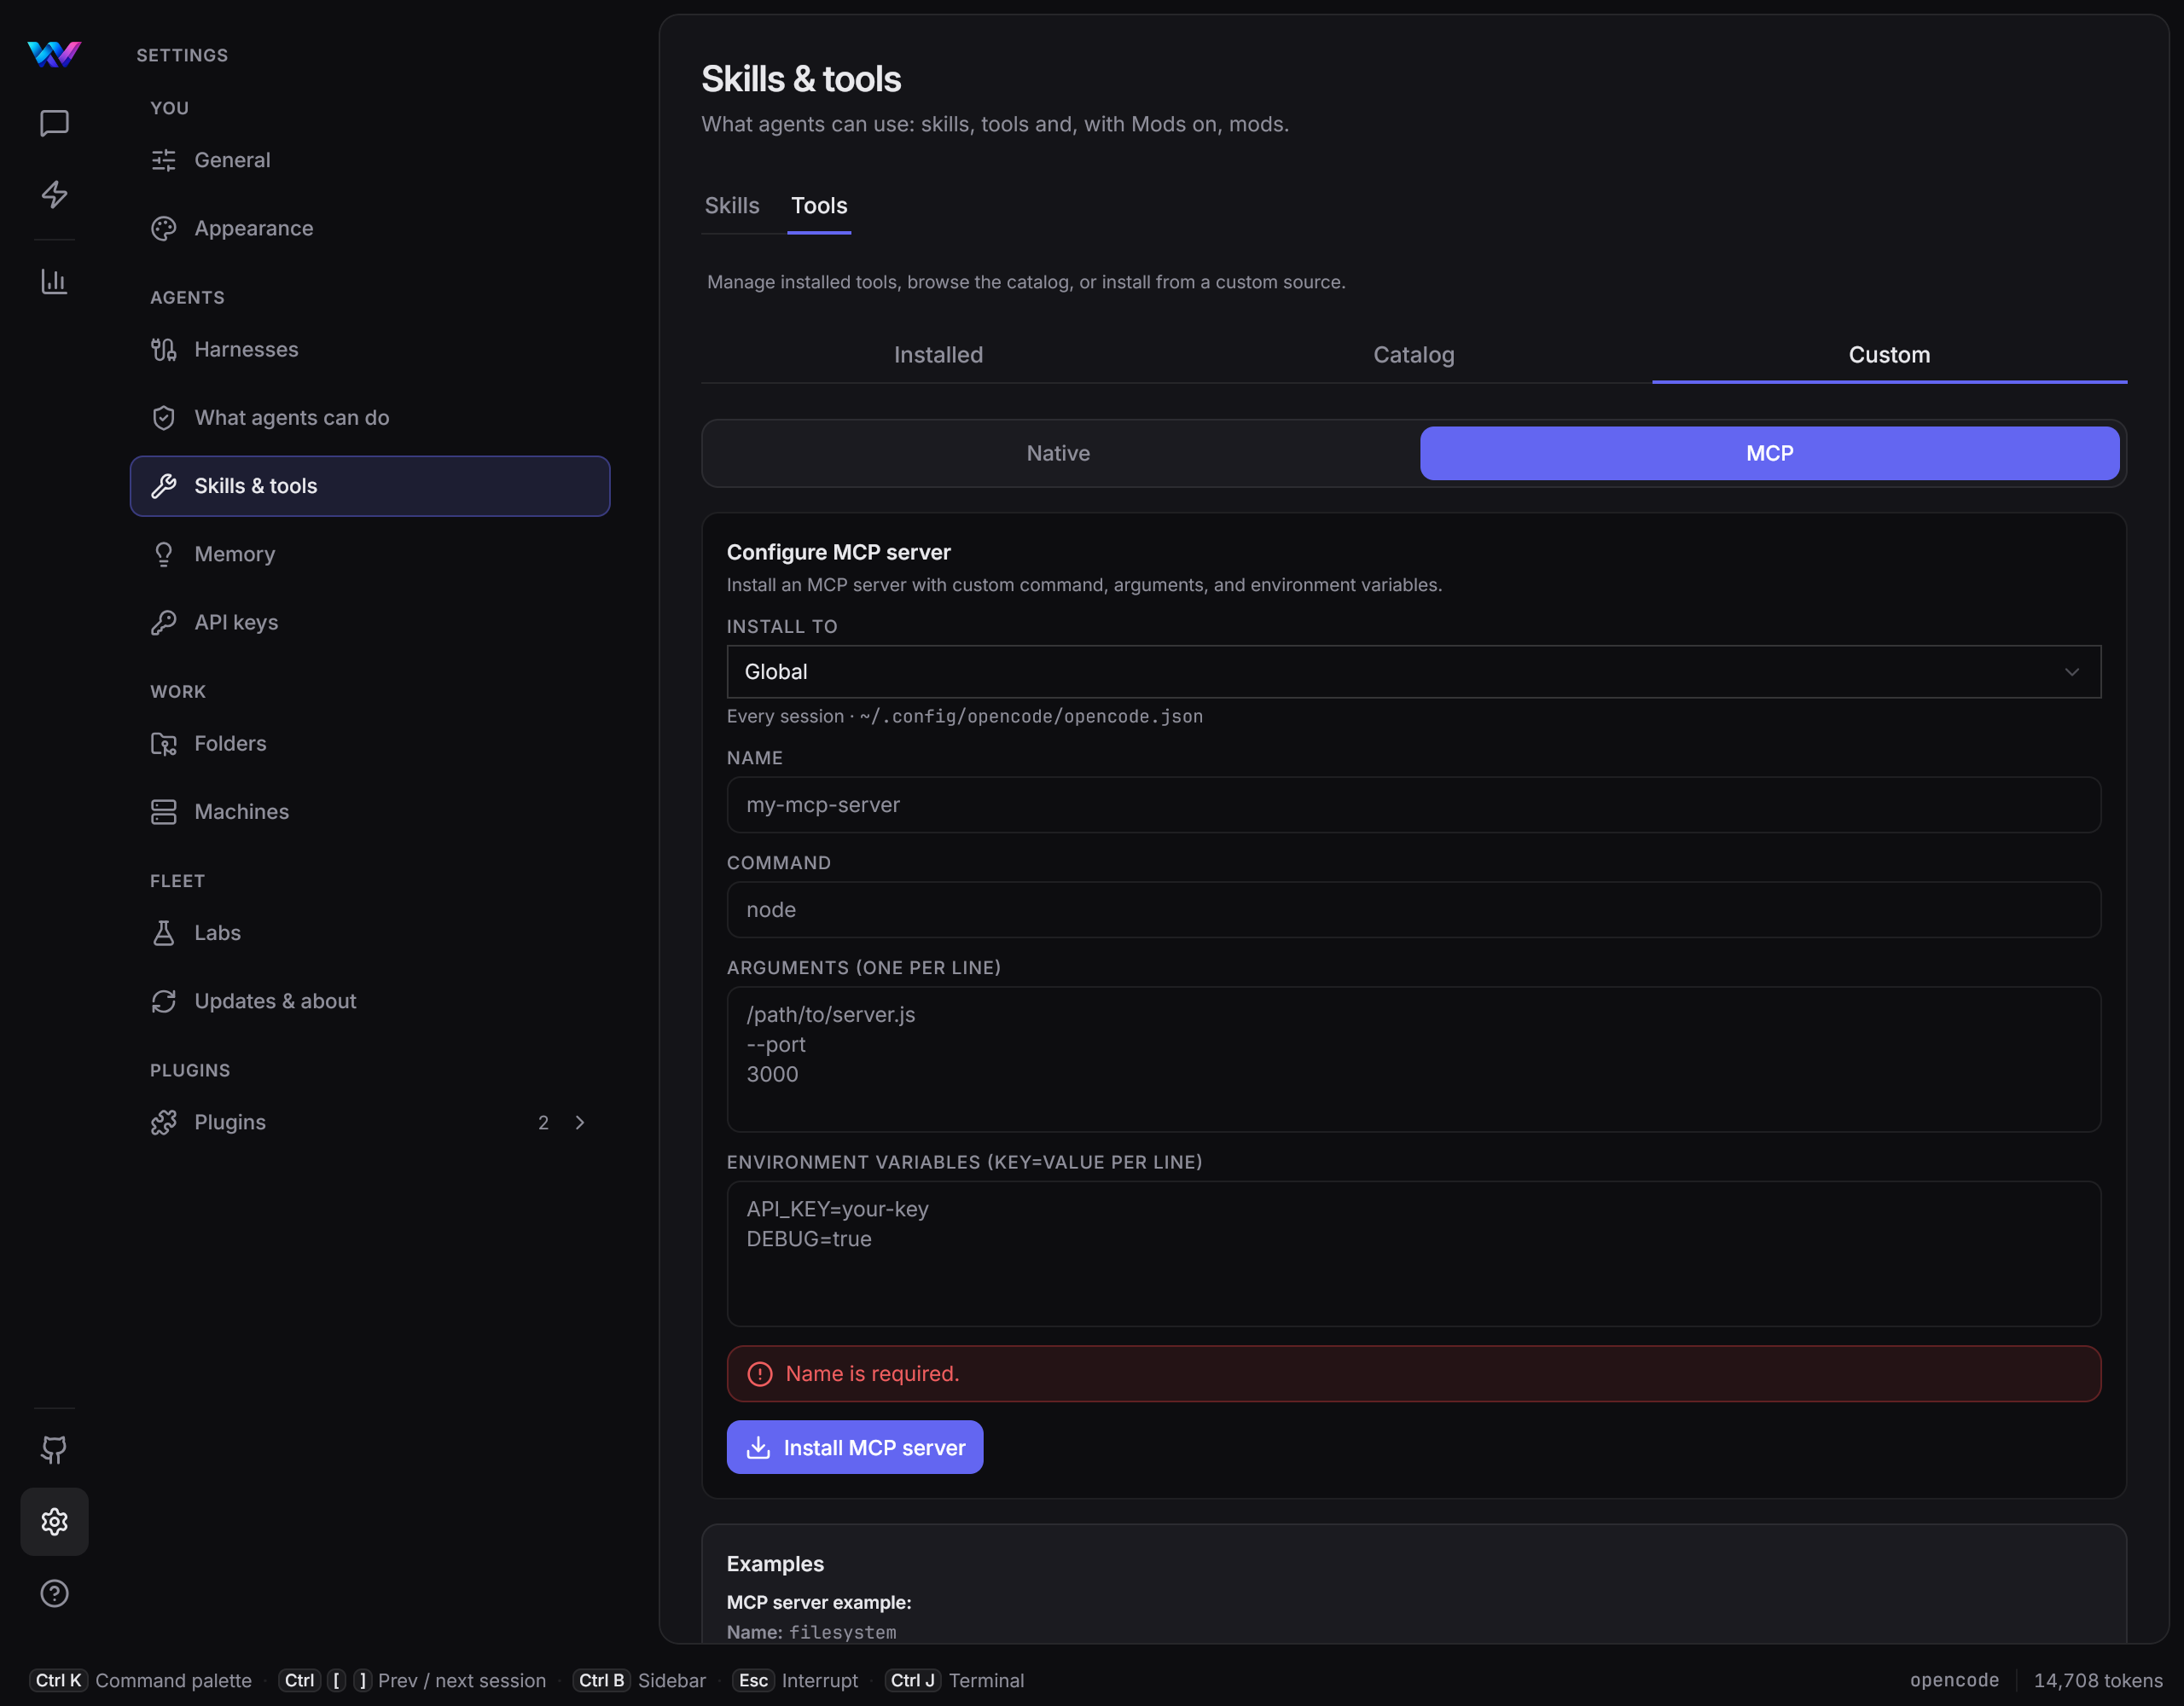 SETTINGS
YOU
General
Appearance
AGENTS
Harnesses
What agents can do
Skills & tools
Memory
API keys
WORK
Folders
Machines
FLEET
Labs
Updates & about
PLUGINS
Plugins 2
Skills & tools
What agents can use: skills, tools and, with Mods on, mods.
Skills Tools
Manage installed tools, browse the catalog, or install from a custom source.
Installed Catalog Custom
Native MCP
Configure MCP server
Install an MCP server with custom command, arguments, and environment variables.
INSTALL TO
Global
Every session · ~/.config/opencode/opencode.json
NAME
my-mcp-server
COMMAND
node
ARGUMENTS (ONE PER LINE)
/path/to/server.js
--port
3000
ENVIRONMENT VARIABLES (KEY=VALUE PER LINE)
API_KEY=your-key
DEBUG=true
Name is required.
Install MCP server
Examples
MCP server example:
Name: filesystem
Ctrl K Command palette · Ctrl [ ] Prev / next session · Ctrl B Sidebar · Esc Interrupt · Ctrl J Terminal
opencode 14,708 tokens